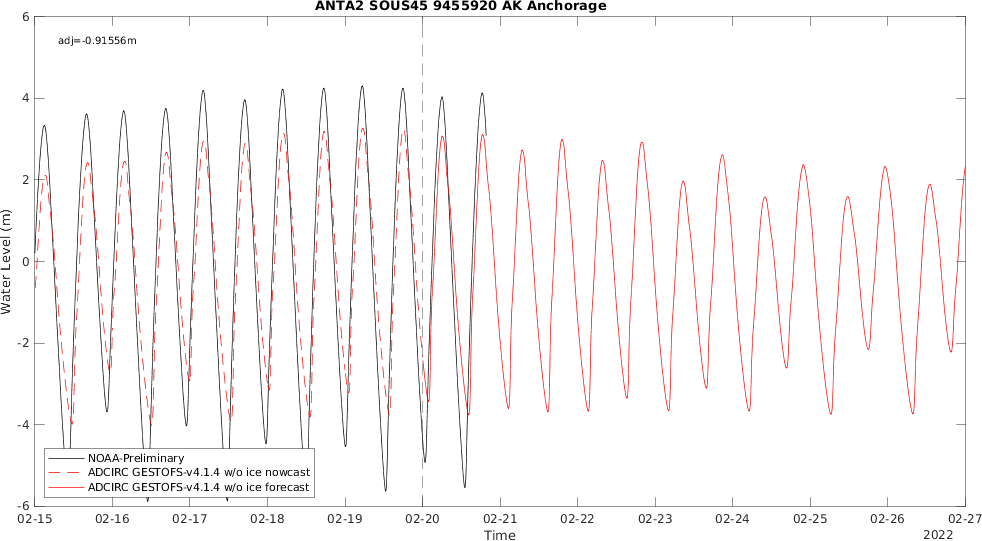 ANTA2 SOUS45 9455920 AK Anchorage
adj=-0.91556m
6
4
2
0
-2
-4
-6
Water Level (m)
NOAA-Preliminary
ADCIRC GESTOFS-v4.1.4 w/o ice nowcast
ADCIRC GESTOFS-v4.1.4 w/o ice forecast
02-15 02-16 02-17 02-18 02-19 02-20 02-21 02-22 02-23 02-24 02-25 02-26 02-27
Time
2022